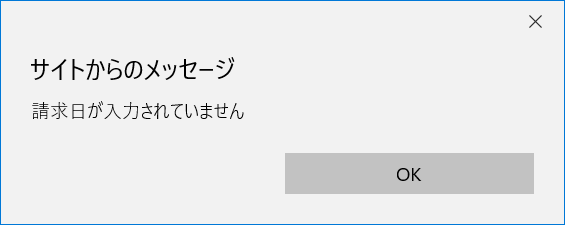 サイトからのメッセージ
請求日が入力されていません
OK